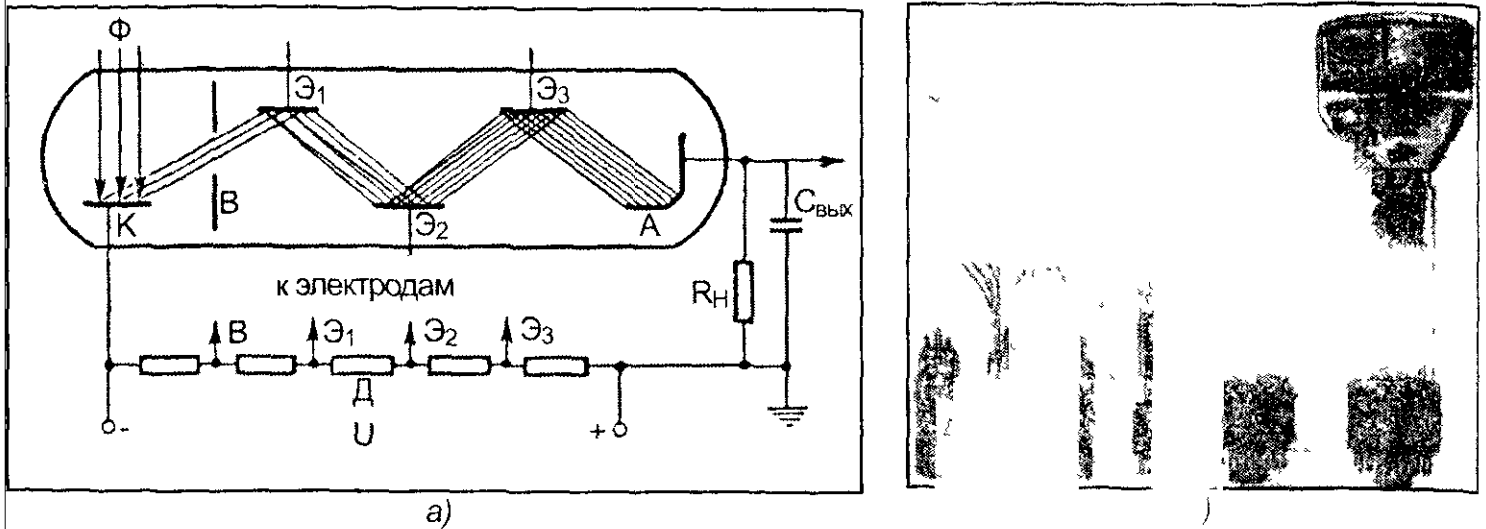 Ф
Э1 Э3
В
К Э2 А Cвых
к электродам
RН
В Э1 Э2 Э3
Д
- U +
а) )